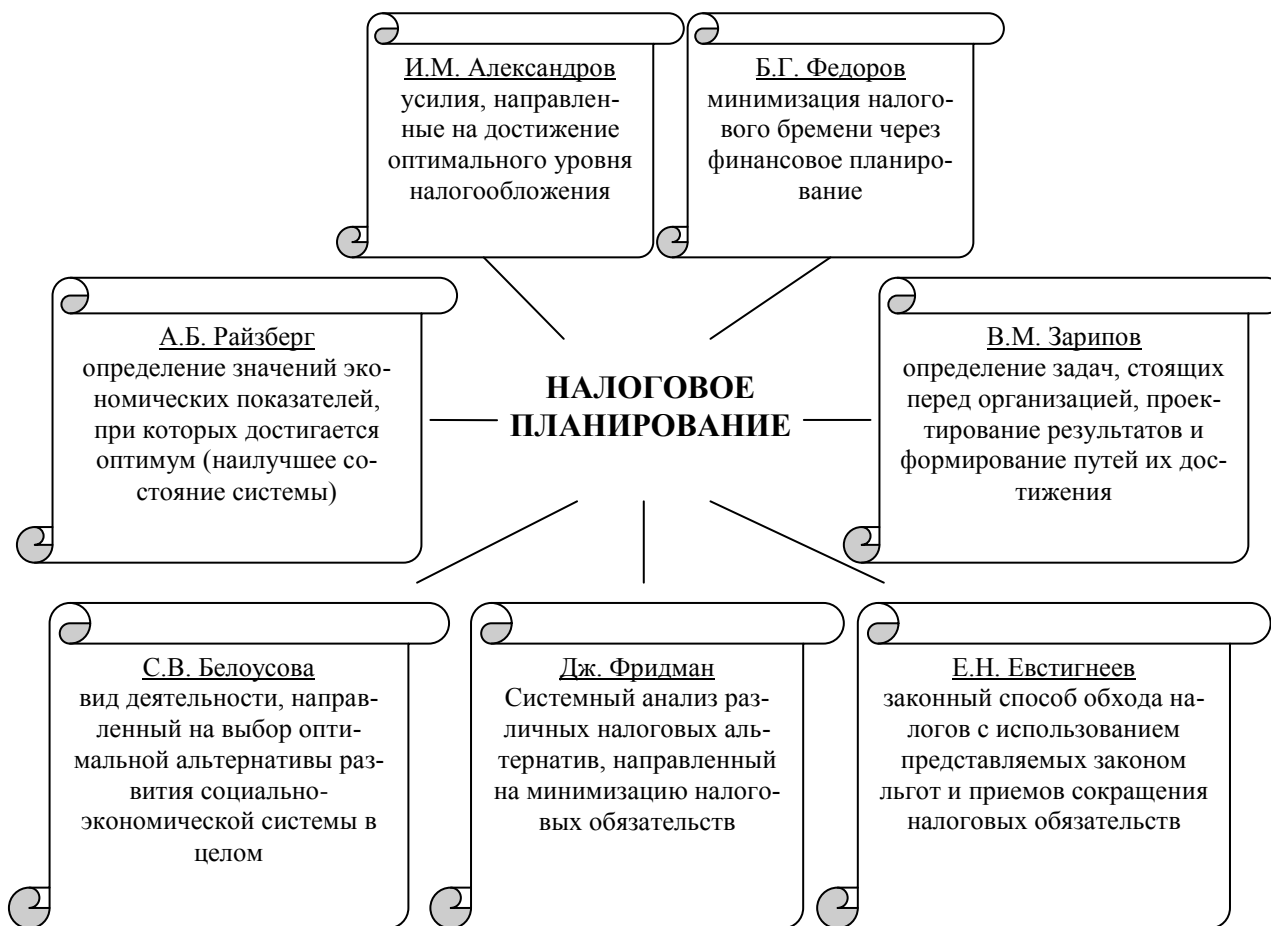 И.М. Александров
усилия, направлен-
ные на достижение
оптимального уровня
налогообложения
Б.Г. Федоров
минимизация налого-
вого бремени через
финансовое планиро-
вание
А.Б. Райзберг
определение значений эко-
номических показателей,
при которых достигается
оптимум (наилучшее со-
стояние системы)
НАЛОГОВОЕ
ПЛАНИРОВАНИЕ
В.М. Зарипов
определение задач, стоящих
перед организацией, проек-
тирование результатов и
формирование путей их дос-
тижения
С.В. Белоусова
вид деятельности, направ-
ленный на выбор опти-
мальной альтернативы раз-
вития социально-
экономической системы в
целом
Дж. Фридман
Системный анализ раз-
личных налоговых аль-
тернатив, направленный
на минимизацию налого-
вых обязательств
Е.Н. Евстигнеев
законный способ обхода на-
логов с использованием
представляемых законом
льгот и приемов сокращения
налоговых обязательств